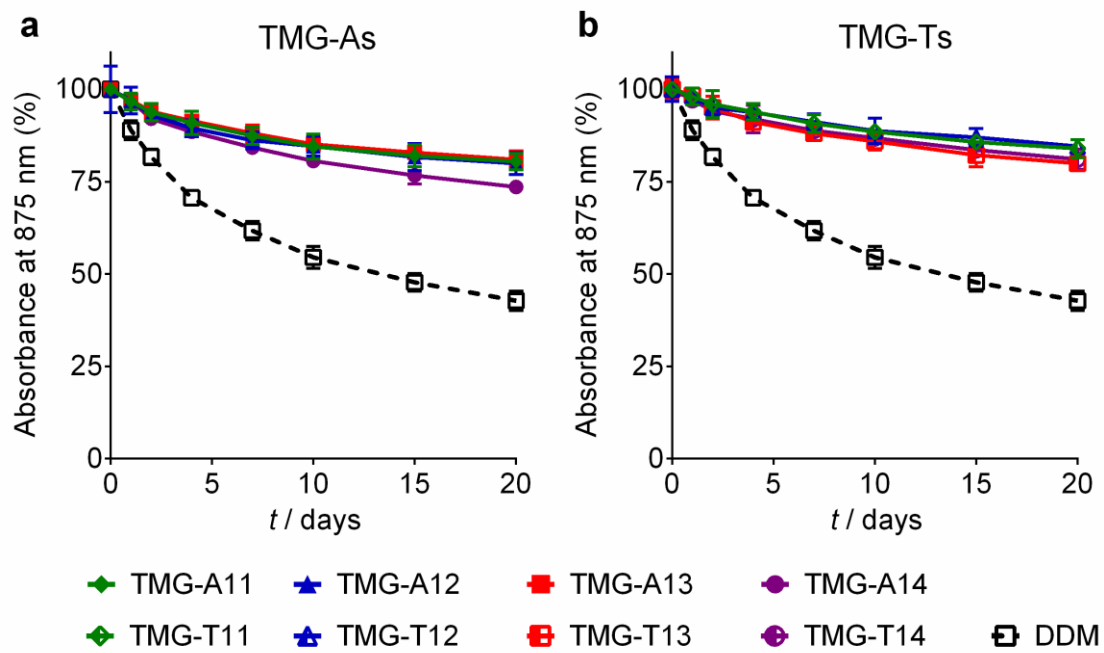 a
TMG-As
Absorbance at 875 nm (%)
100
75
50
25
0
0 5 10 15 20
t / days
b
TMG-Ts
Absorbance at 875 nm (%)
100
75
50
25
0
0 5 10 15 20
t / days
TMG-A11 TMG-A12 TMG-A13 TMG-A14
TMG-T11 TMG-T12 TMG-T13 TMG-T14 DDM